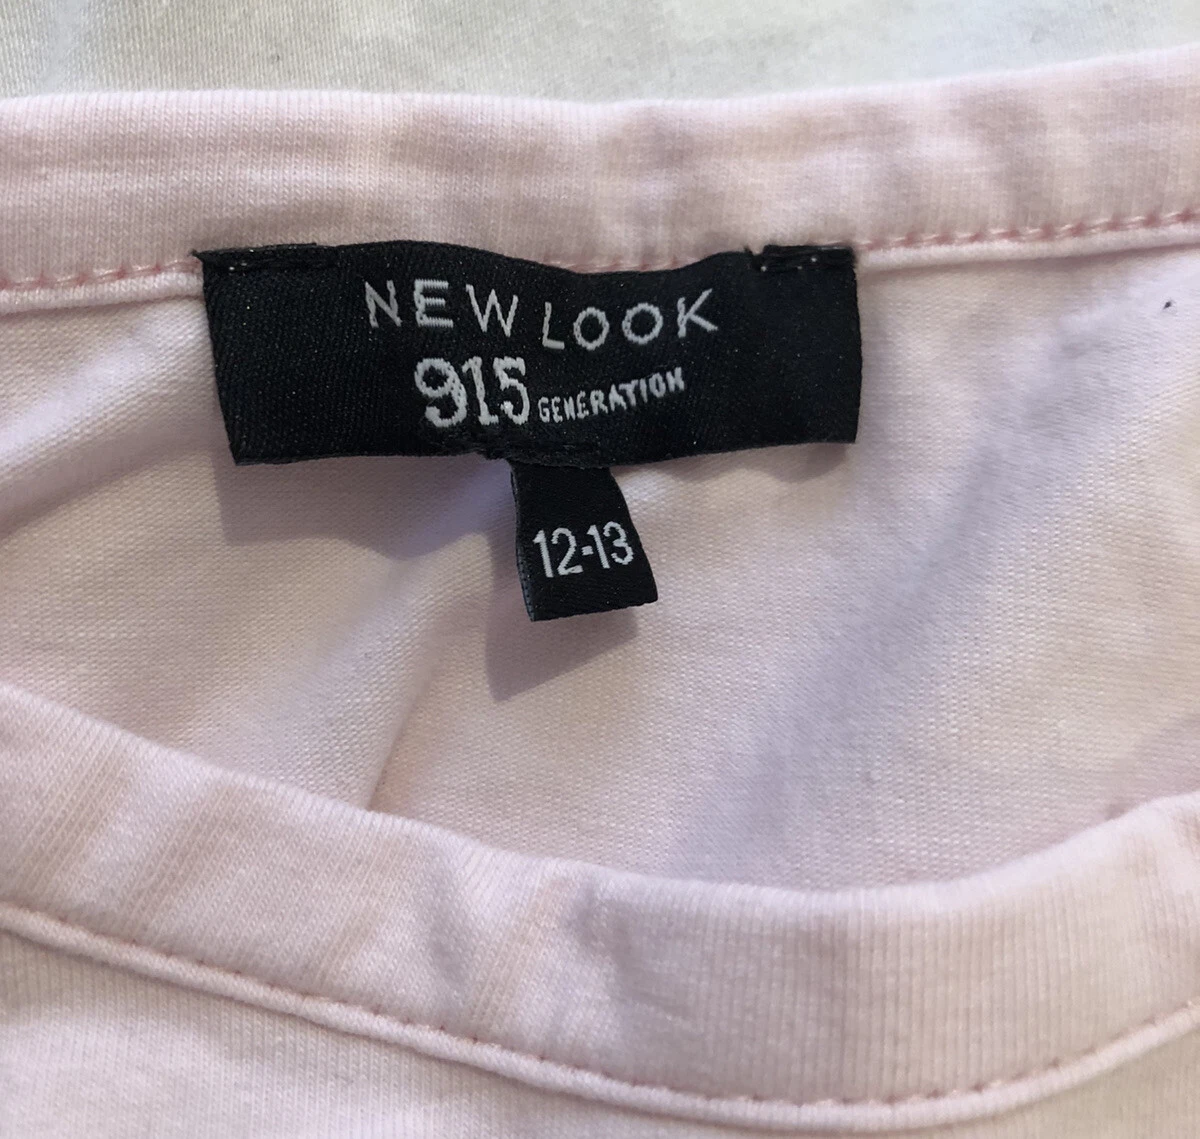 NEW LOOK
915 GENERATION
12-13